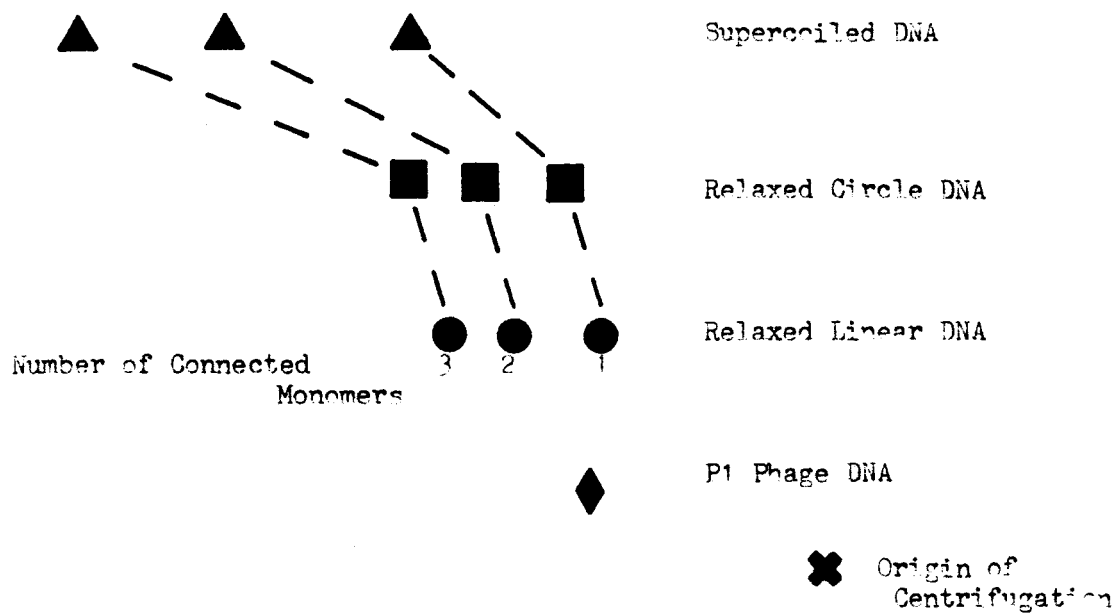 Supercoiled DNA
Relaxed Circle DNA
Relaxed Linear DNA
3 2 1
Number of Connected
Monomers
P1 Phage DNA
Origin of
Centrifugation